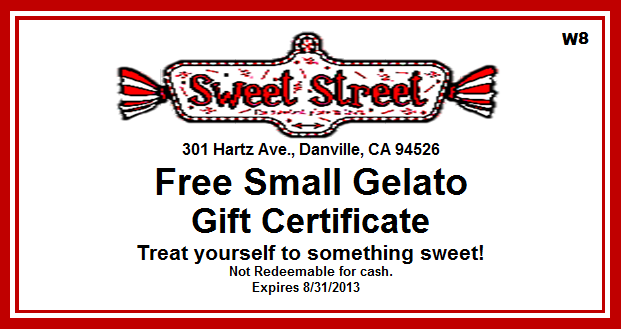 W8
Sweet Street
301 Hartz Ave., Danville, CA 94526
Free Small Gelato
Gift Certificate
Treat yourself to something sweet!
Not Redeemable for cash.
Expires 8/31/2013